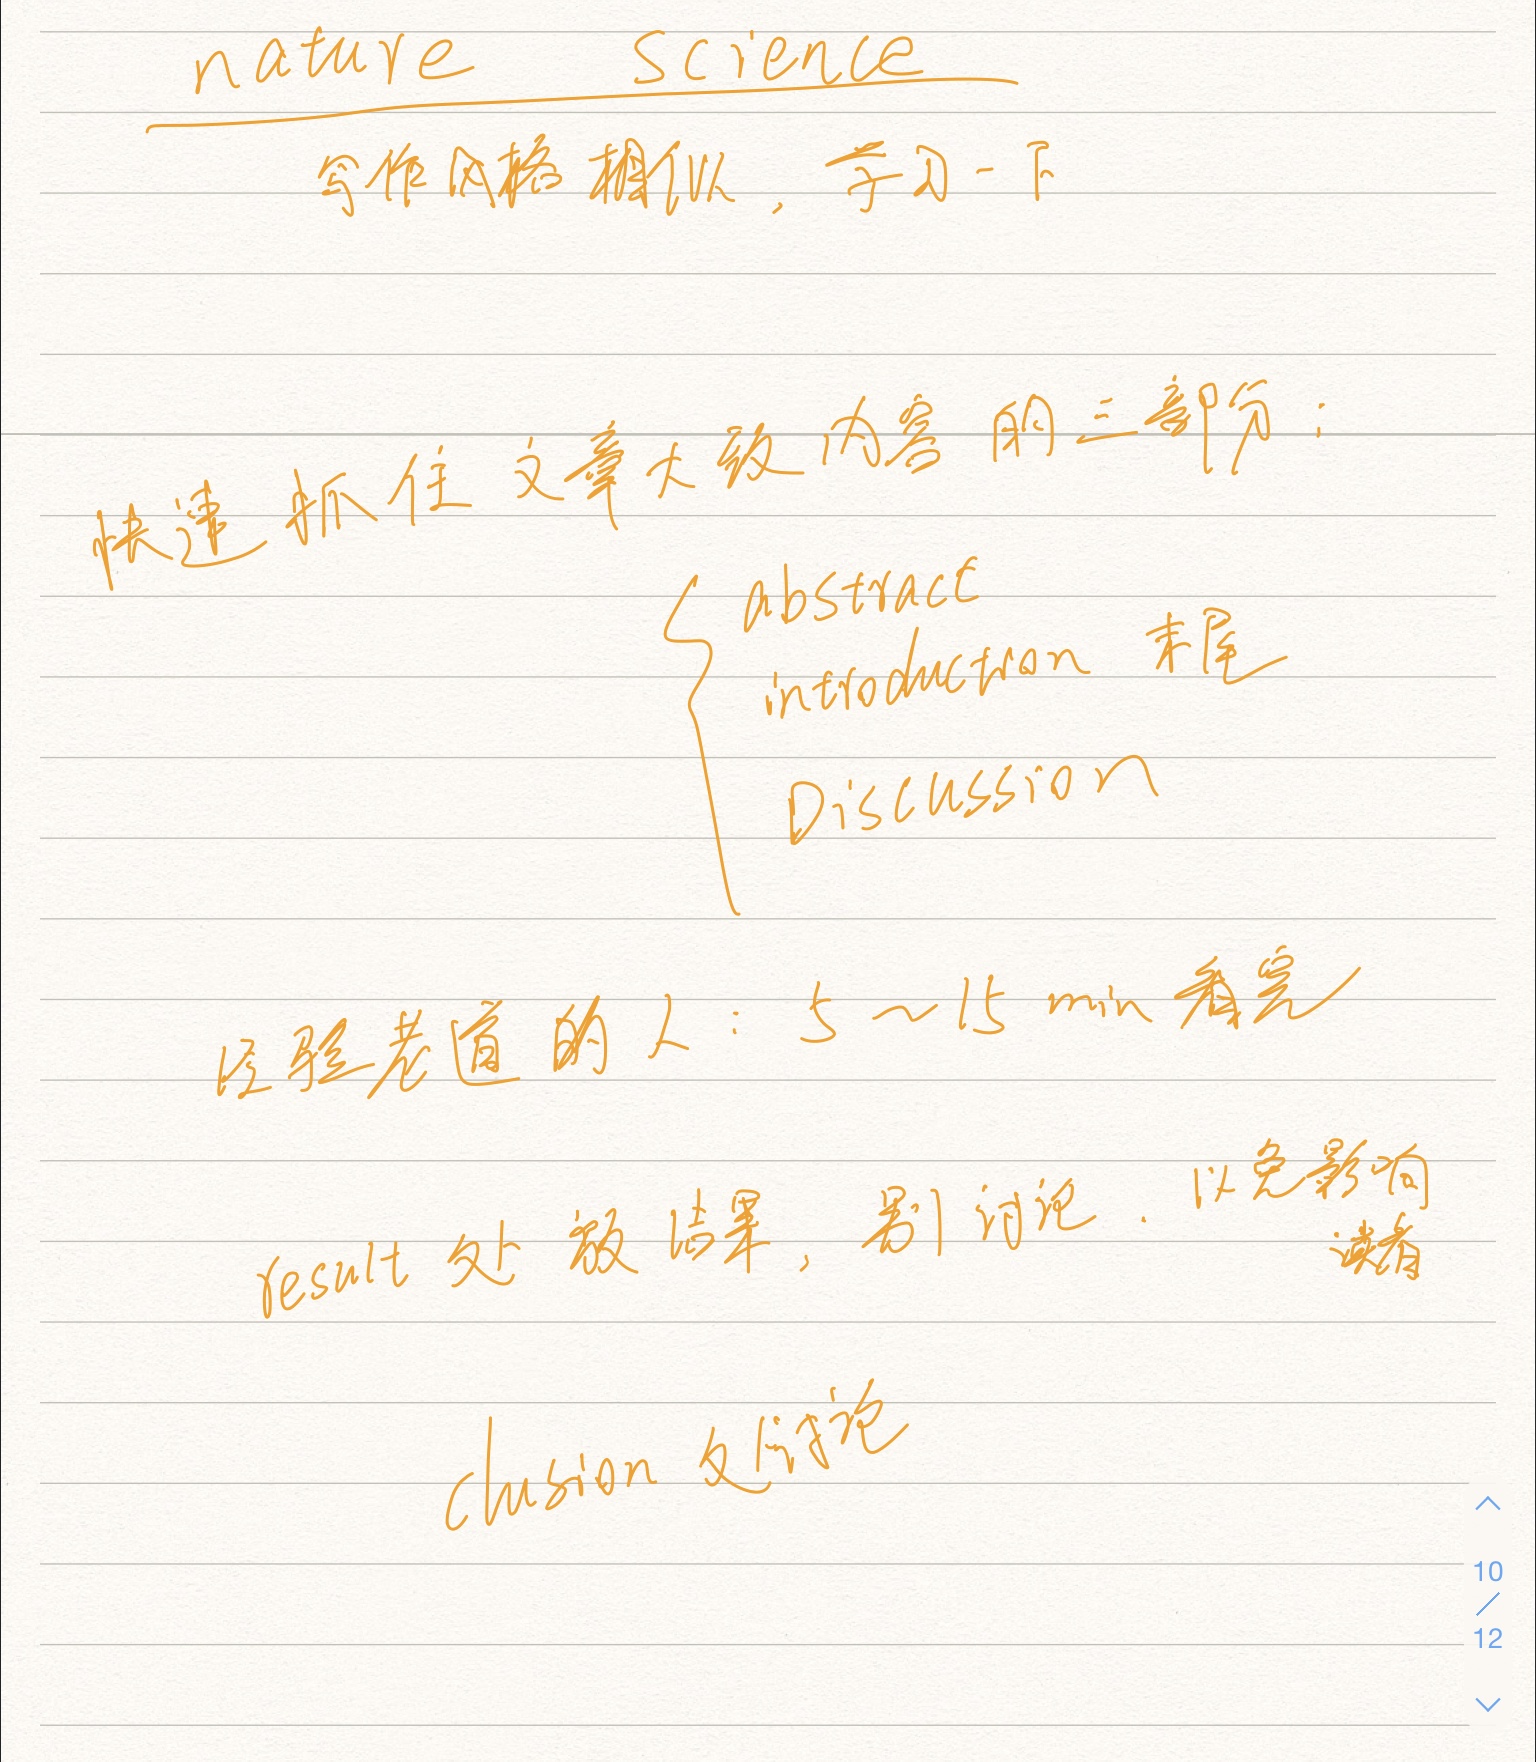 nature science
写作风格相似，学习一下
快速抓住文章大致内容的三部分：
abstract
introduction 末尾
Discussion
经验老道的人：5～15 min 看完
result 处放结果，别讨论．以免影响
读者
clusion 又讨论
10
/
12